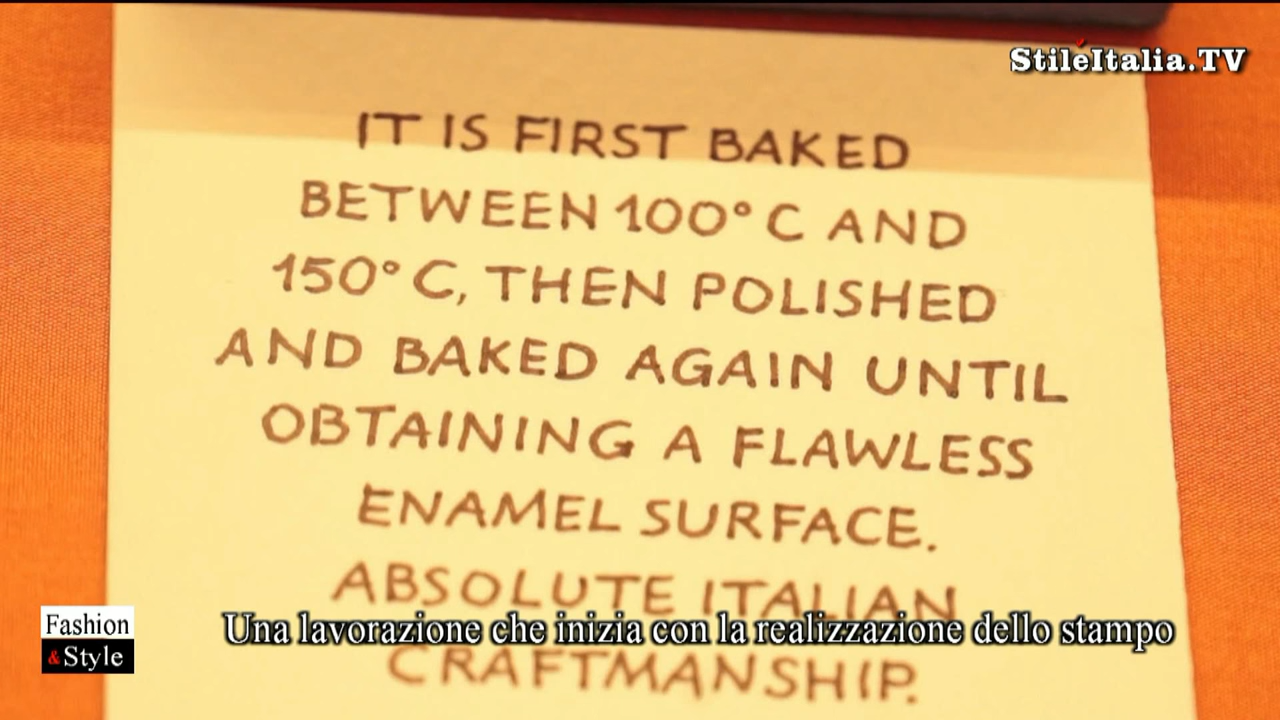 StileItalia.TV
IT IS FIRST BAKED
BETWEEN 100°C AND
150°C, THEN POLISHED
AND BAKED AGAIN UNTIL
OBTAINING A FLAWLESS
ENAMEL SURFACE.
ABSOLUTE ITALIAN
CRAFTMANSHIP.
Una lavorazione che inizia con la realizzazione dello stampo
Fashion
&Style